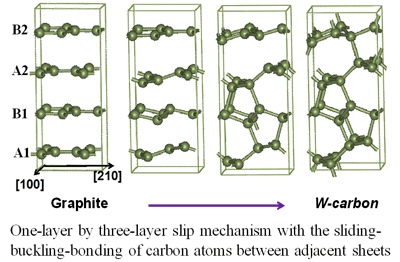 B2
A2
B1
A1
[100]
[210]
Graphite
W-carbon
One-layer by three-layer slip mechanism with the sliding-
buckling-bonding of carbon atoms between adjacent sheets